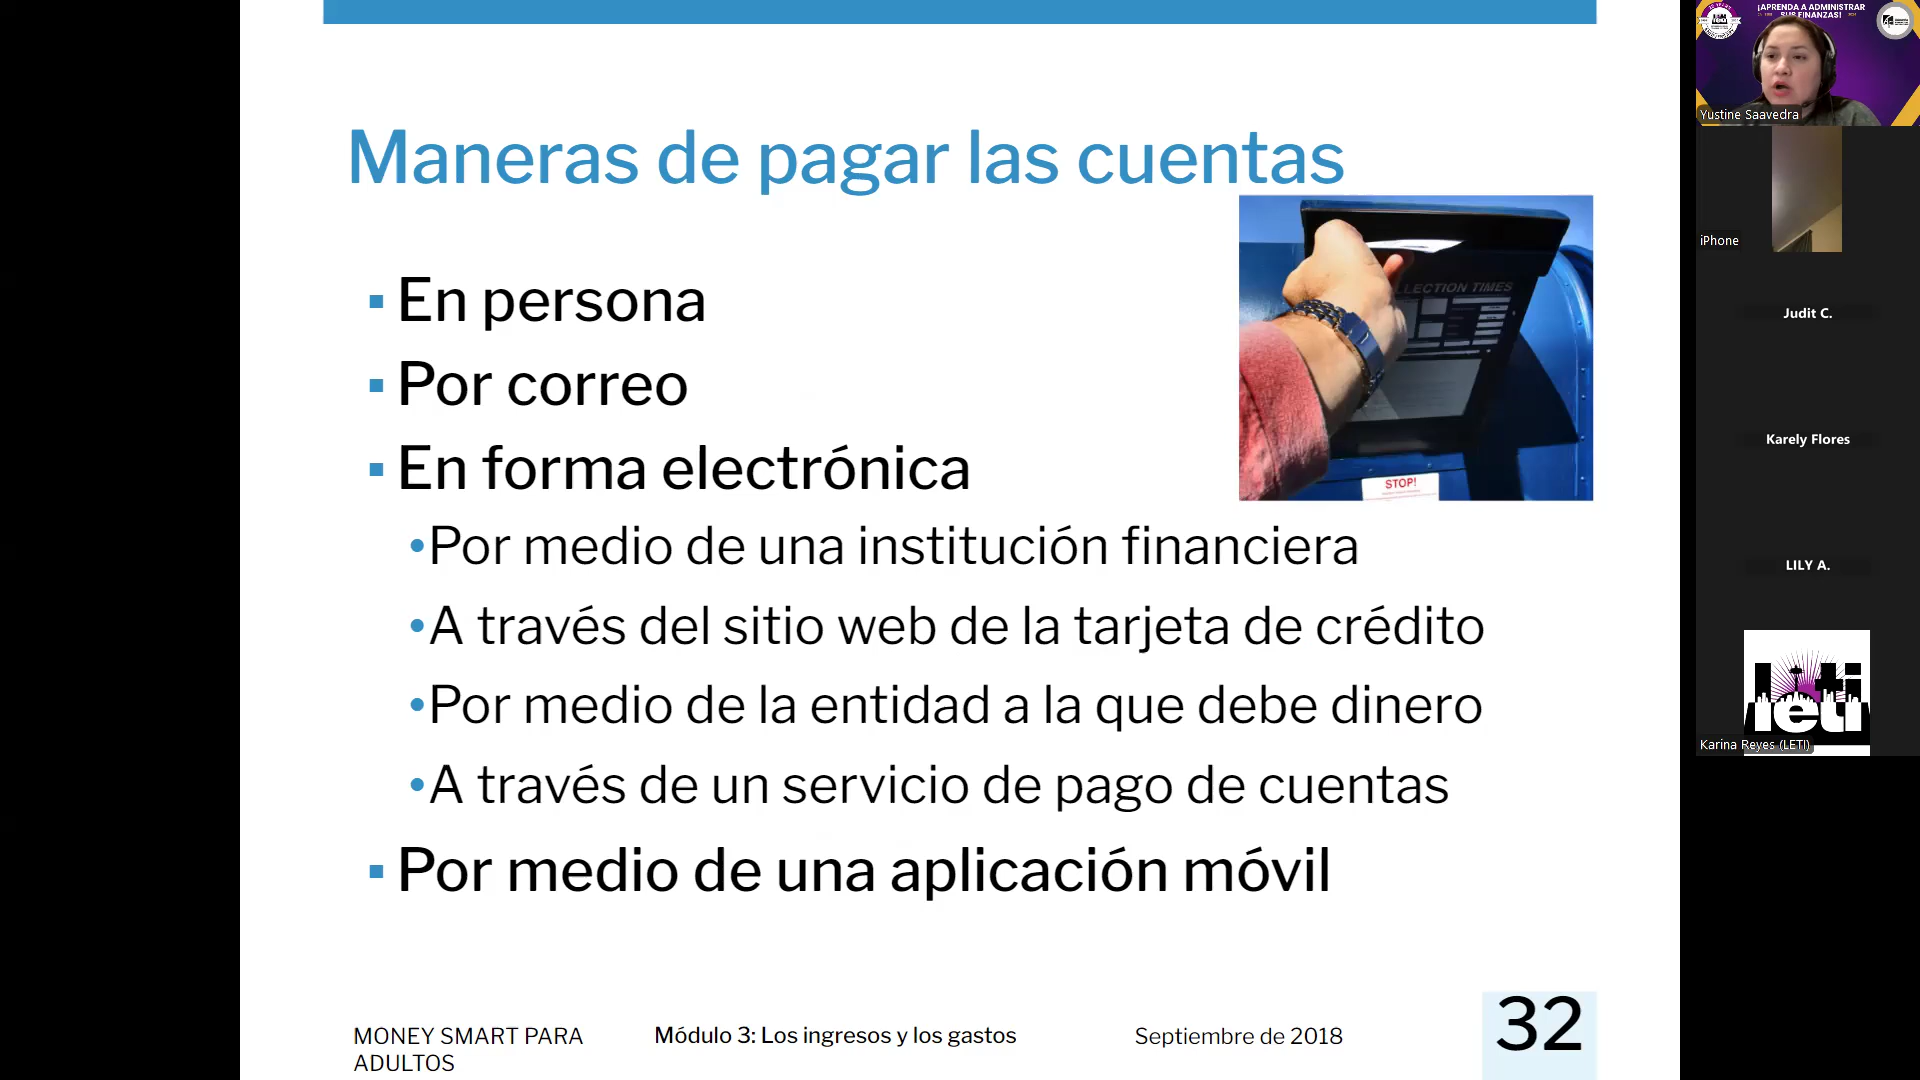 Maneras de pagar las cuentas
▪ En persona
▪ Por correo
▪ En forma electrónica
•Por medio de una institución financiera
•A través del sitio web de la tarjeta de crédito
•Por medio de la entidad a la que debe dinero
•A través de un servicio de pago de cuentas
▪ Por medio de una aplicación móvil
LLECTION TIMES
STOP!
MONEY SMART PARA
ADULTOS
Módulo 3: Los ingresos y los gastos
Septiembre de 2018
32
¡APRENDA A ADMINISTRAR
SUS FINANZAS!
Yustine Saavedra
iPhone
Judit C.
Karely Flores
LILY A.
leti
Karina Reyes (LETI)